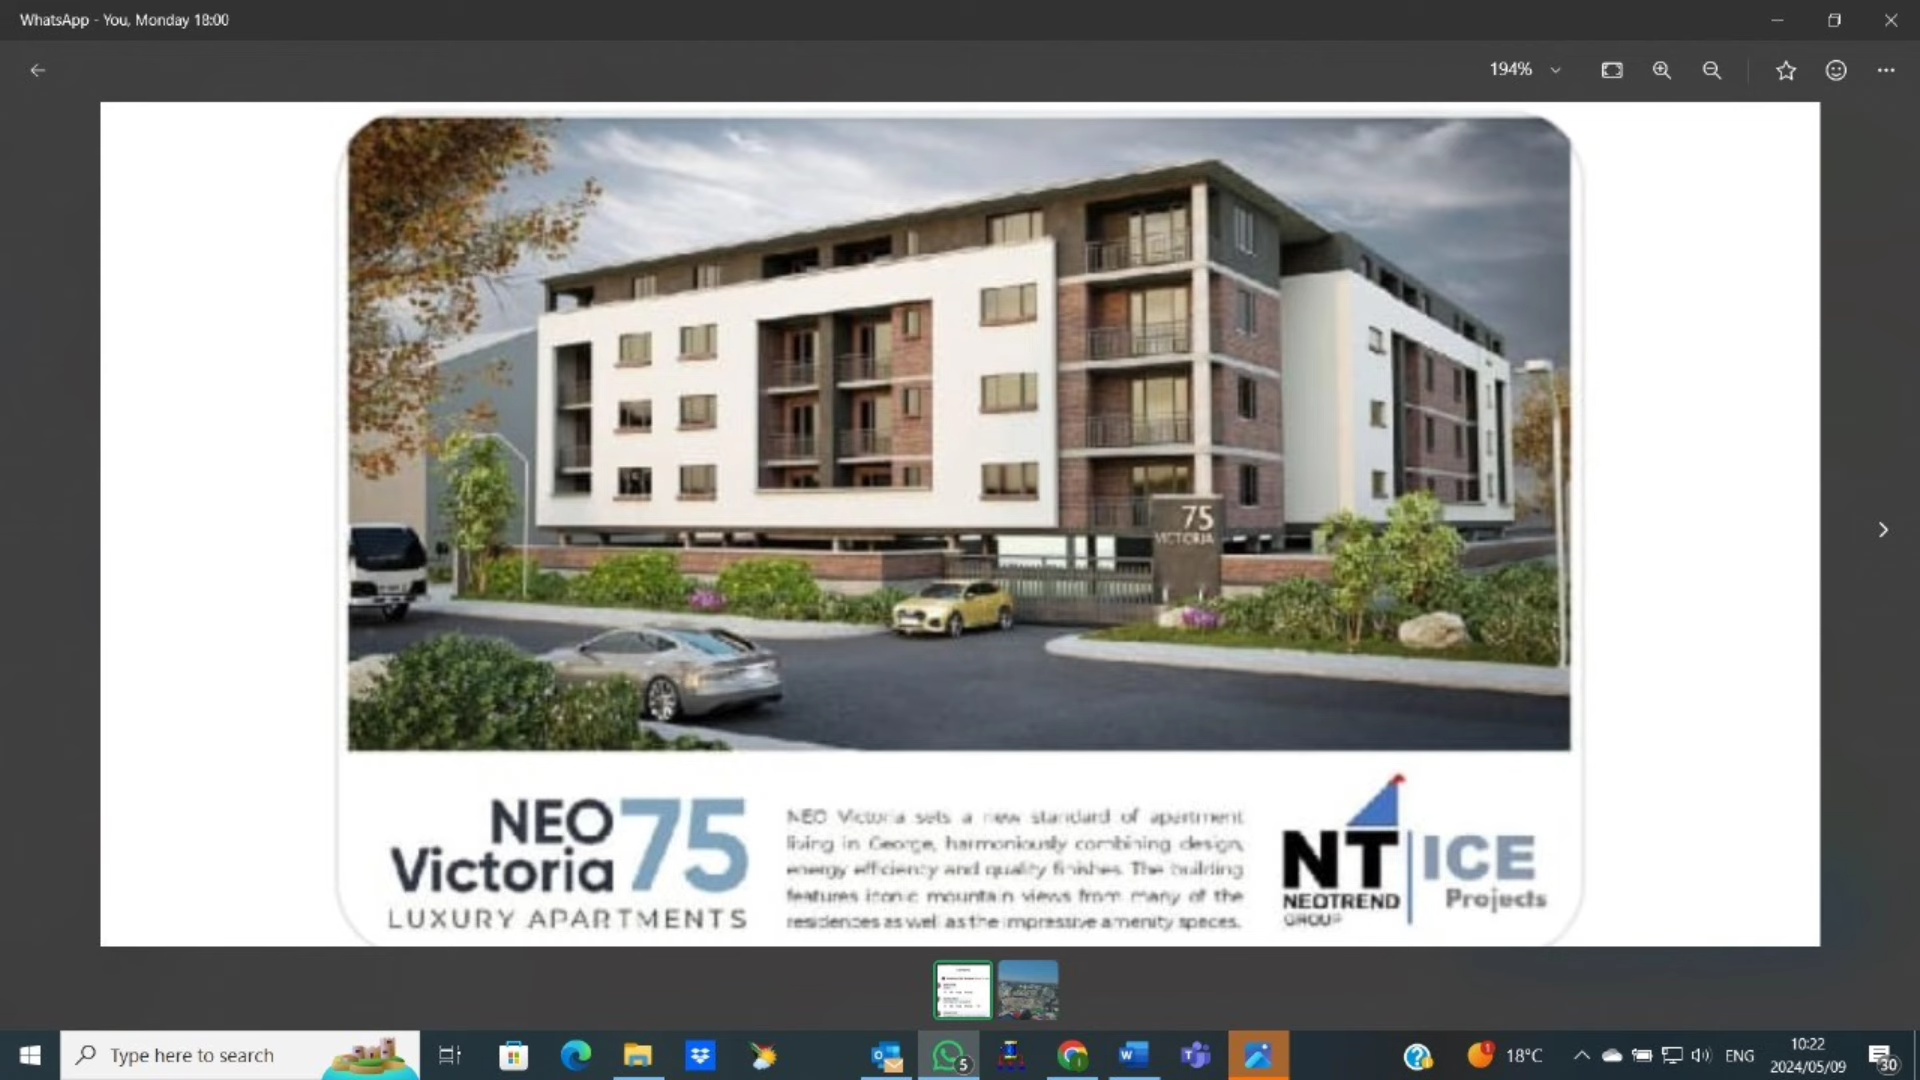 WhatsApp - You, Monday 18:00
194%
75
VICTORIA
NEO
Victoria
75
LUXURY APARTMENTS
NEO Victoria sets a new standard of apartment
living in George, harmoniously combining design,
energy efficiency and quality finishes. The building
features iconic mountain views from many of the
residences as well as the impressive amenity spaces.
NT
NEOTREND
GROUP
ICE
Projects
Type here to search
5
1
18°C
ENG
10:22
2024/05/09
30